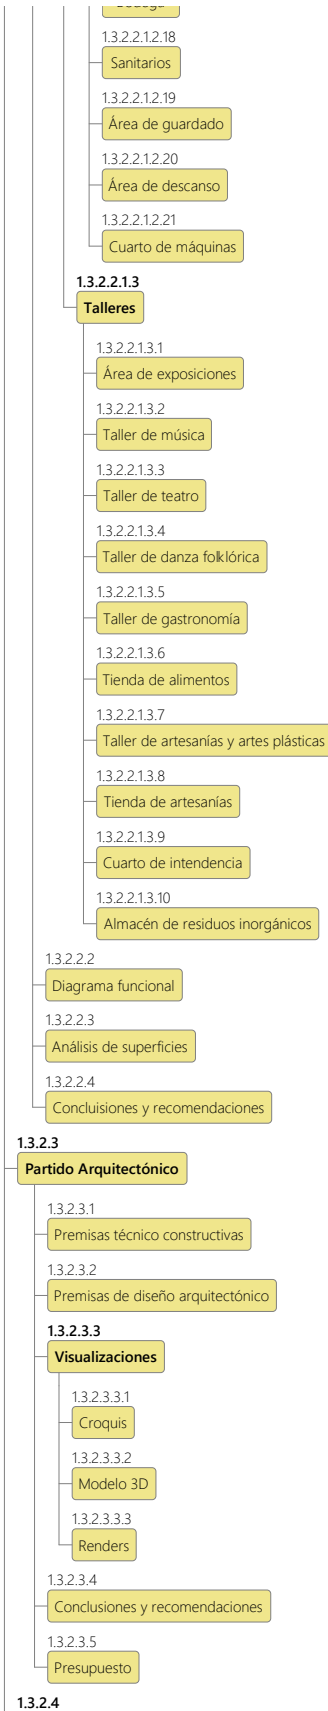 1.3.2.2.1.2.18
Sanitarios
1.3.2.2.1.2.19
Área de guardado
1.3.2.2.1.2.20
Área de descanso
1.3.2.2.1.2.21
Cuarto de máquinas
1.3.2.2.1.3
Talleres
1.3.2.2.1.3.1
Área de exposiciones
1.3.2.2.1.3.2
Taller de música
1.3.2.2.1.3.3
Taller de teatro
1.3.2.2.1.3.4
Taller de danza folklórica
1.3.2.2.1.3.5
Taller de gastronomía
1.3.2.2.1.3.6
Tienda de alimentos
1.3.2.2.1.3.7
Taller de artesanías y artes plásticas
1.3.2.2.1.3.8
Tienda de artesanías
1.3.2.2.1.3.9
Cuarto de intendencia
1.3.2.2.1.3.10
Almacén de residuos inorgánicos
1.3.2.2.2
Diagrama funcional
1.3.2.2.3
Análisis de superficies
1.3.2.2.4
Concluisiones y recomendaciones
1.3.2.3
Partido Arquitectónico
1.3.2.3.1
Premisas técnico constructivas
1.3.2.3.2
Premisas de diseño arquitectónico
1.3.2.3.3
Visualizaciones
1.3.2.3.3.1
Croquis
1.3.2.3.3.2
Modelo 3D
1.3.2.3.3.3
Renders
1.3.2.3.4
Conclusiones y recomendaciones
1.3.2.3.5
Presupuesto
1.3.2.4